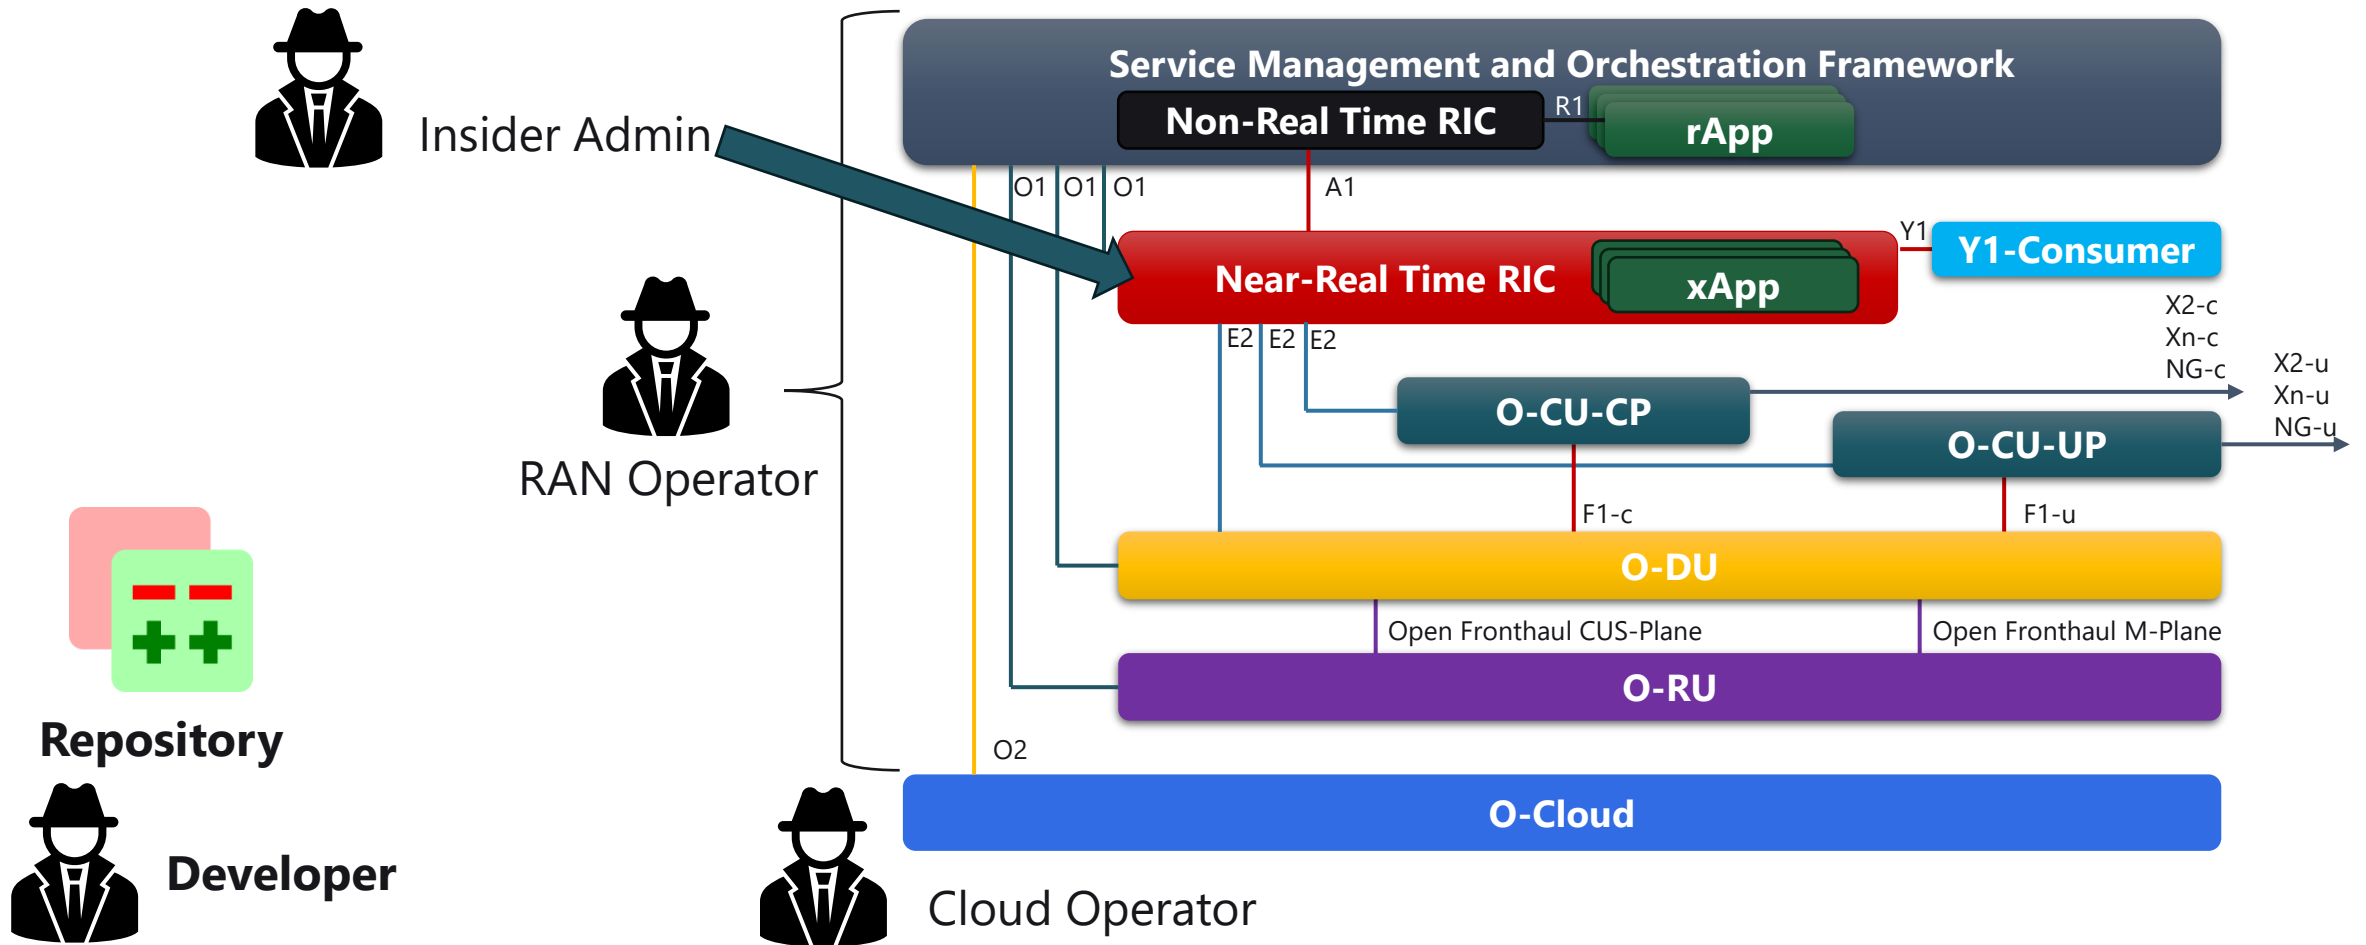 Service Management and Orchestration Framework
Non-Real Time RIC
R1
rApp
Insider Admin
O1
O1
O1
A1
Near-Real Time RIC
xApp
Y1
Y1-Consumer
E2
E2
E2
X2-c
Xn-c
NG-c
X2-u
Xn-u
NG-u
O-CU-CP
O-CU-UP
RAN Operator
F1-c
F1-u
O-DU
Open Fronthaul CUS-Plane
Open Fronthaul M-Plane
O-RU
Repository
O2
O-Cloud
Developer
Cloud Operator